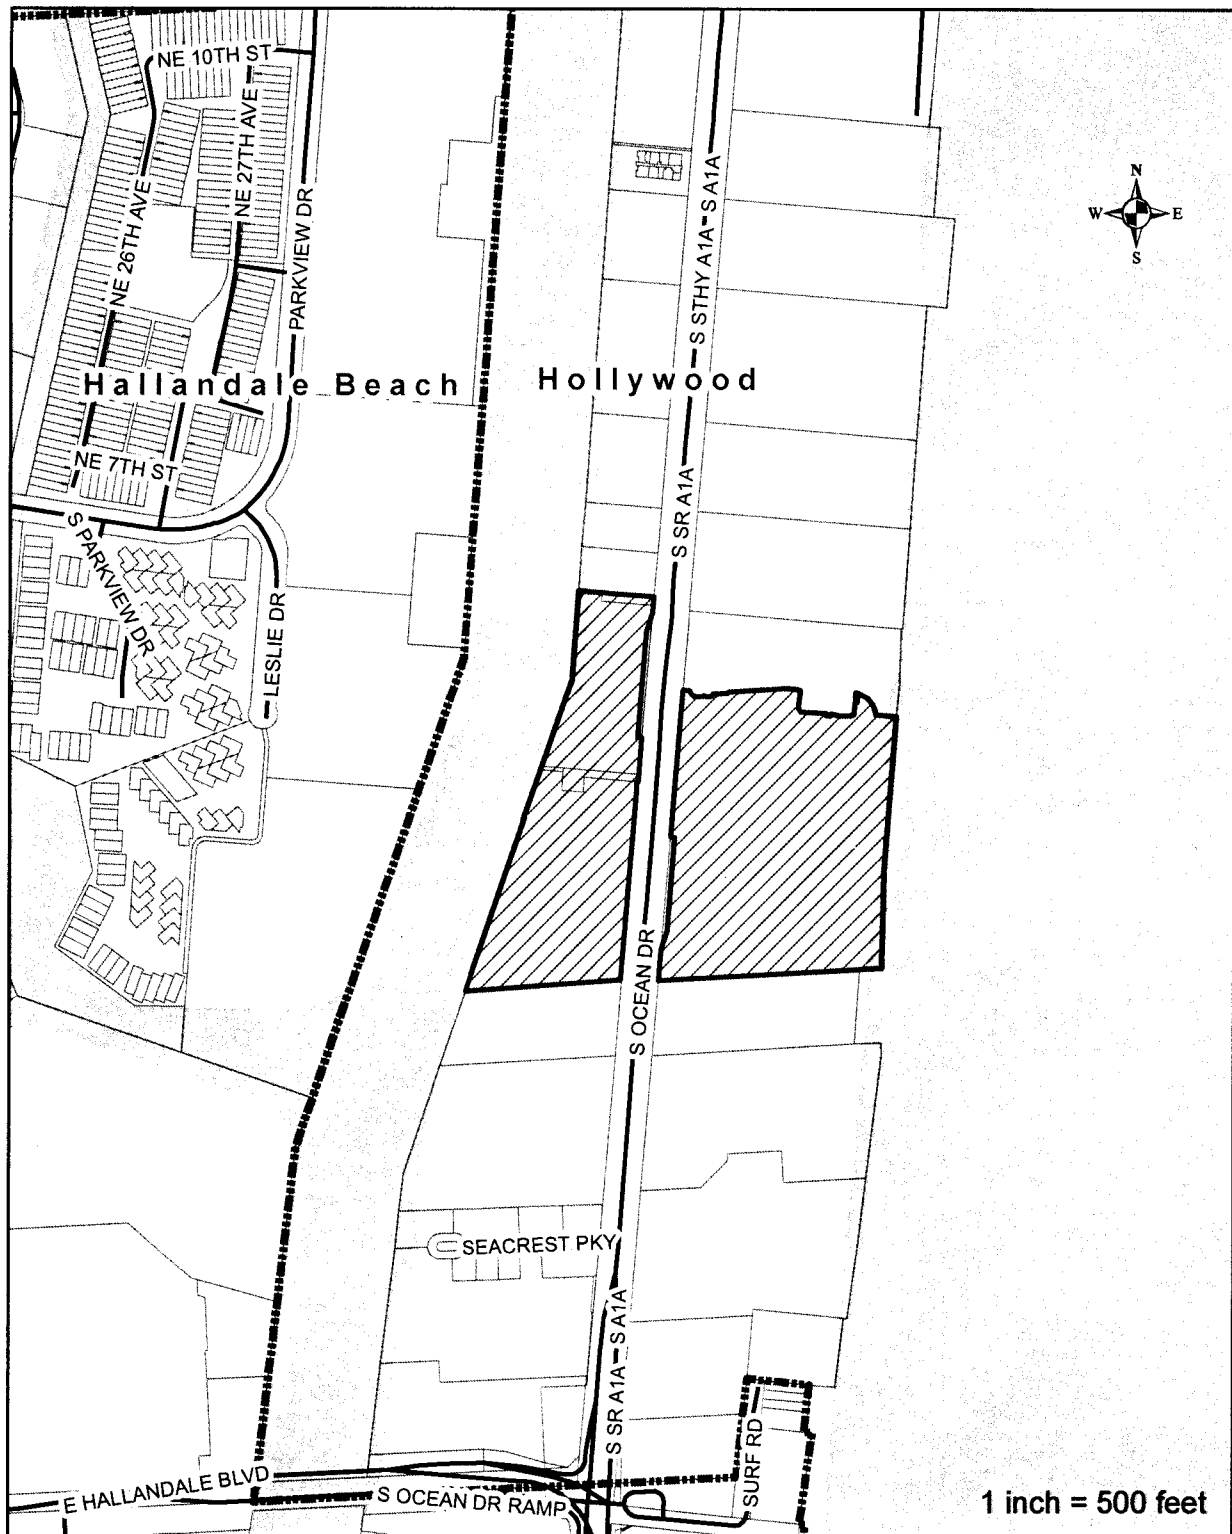 NE 10TH ST
NE 27TH AVE
NE 26TH AVE
PARKVIEW DR
S STHY A1A-S A1A
N
W E
S
Hallandale Beach
Hollywood
NE 7TH ST
S SR A1A
S PARKVIEW DR
LESLIE DR
S OCEAN DR
SEACREST PKY
S SR A1A-S A1A
SURF RD
E HALLANDALE BLVD
S OCEAN DR RAMP
1 inch = 500 feet